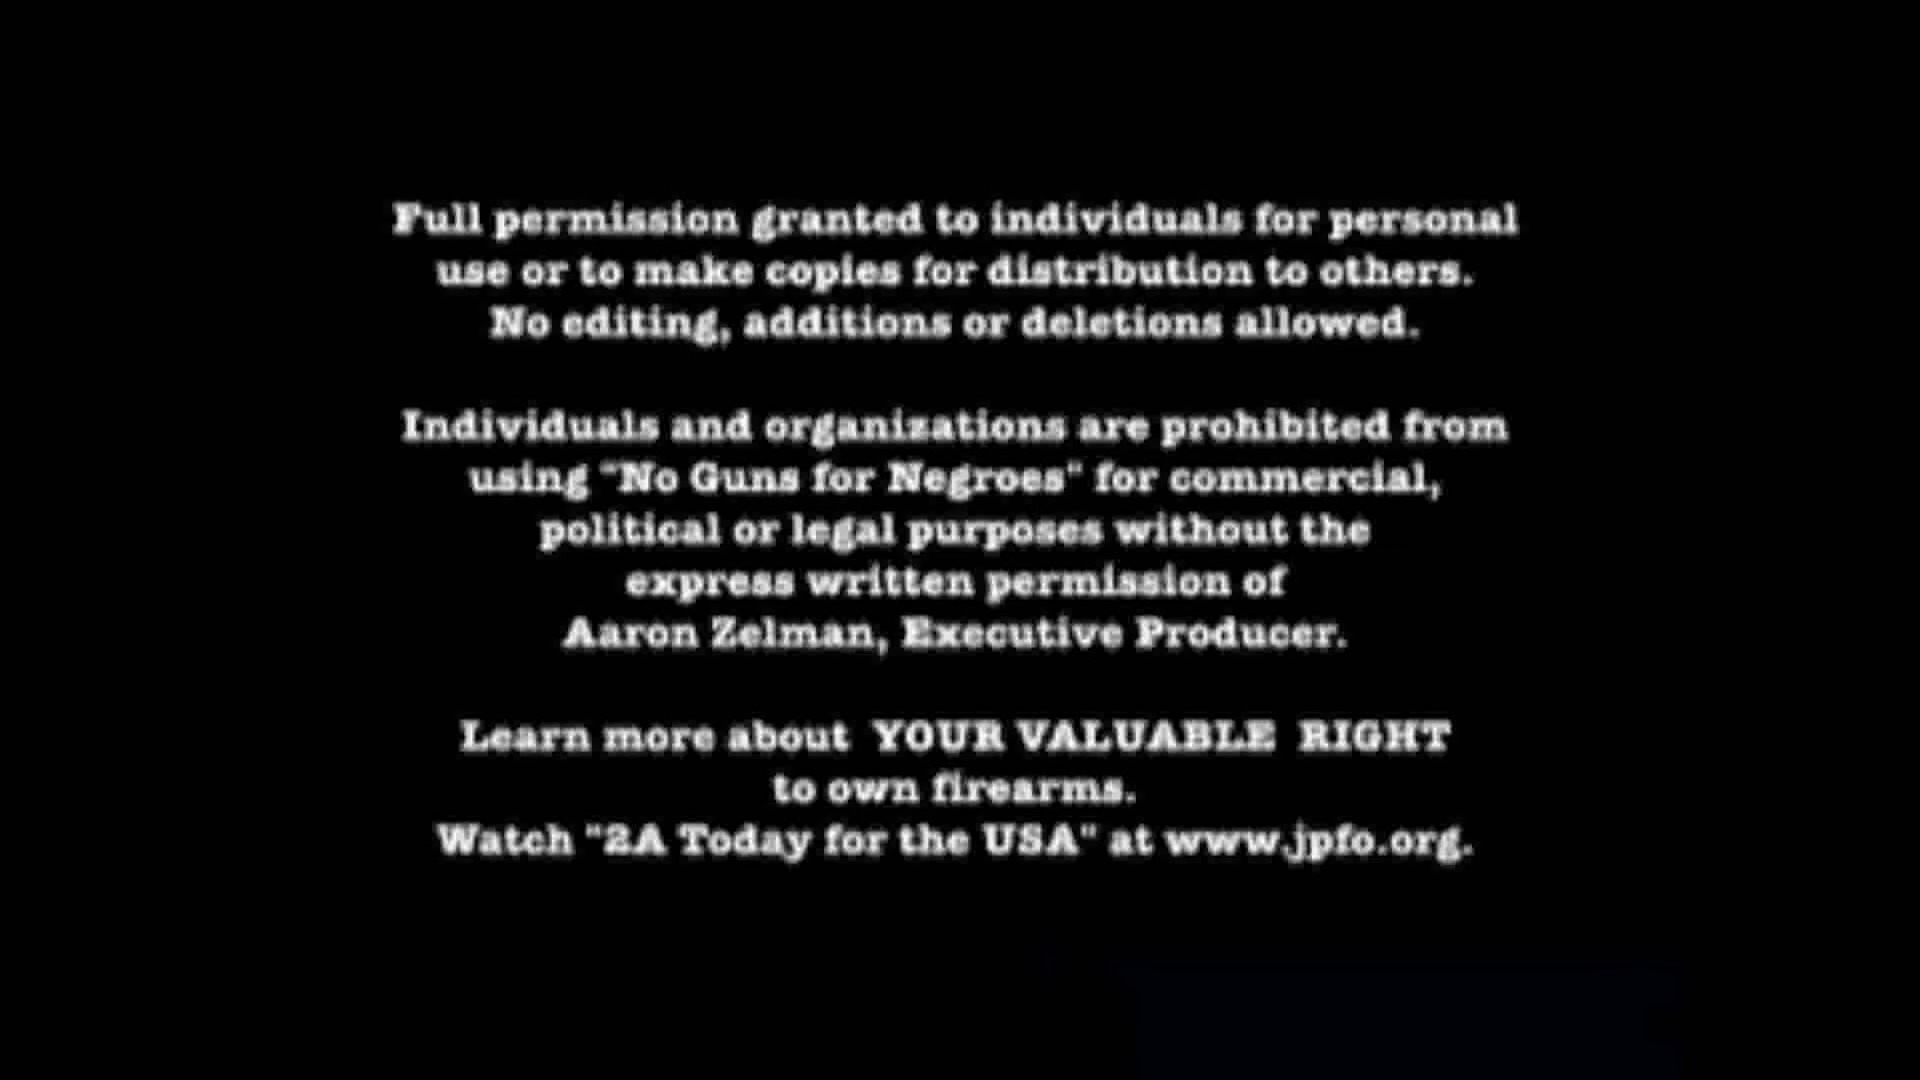 Full permission granted to individuals for personal
use or to make copies for distribution to others.
No editing, additions or deletions allowed.
Individuals and organizations are prohibited from
using "No Guns for Negroes" for commercial,
political or legal purposes without the
express written permission of
Aaron Zelman, Executive Producer.
Learn more about YOUR VALUABLE RIGHT
to own firearms.
Watch "2A Today for the USA" at www.jpfo.org.